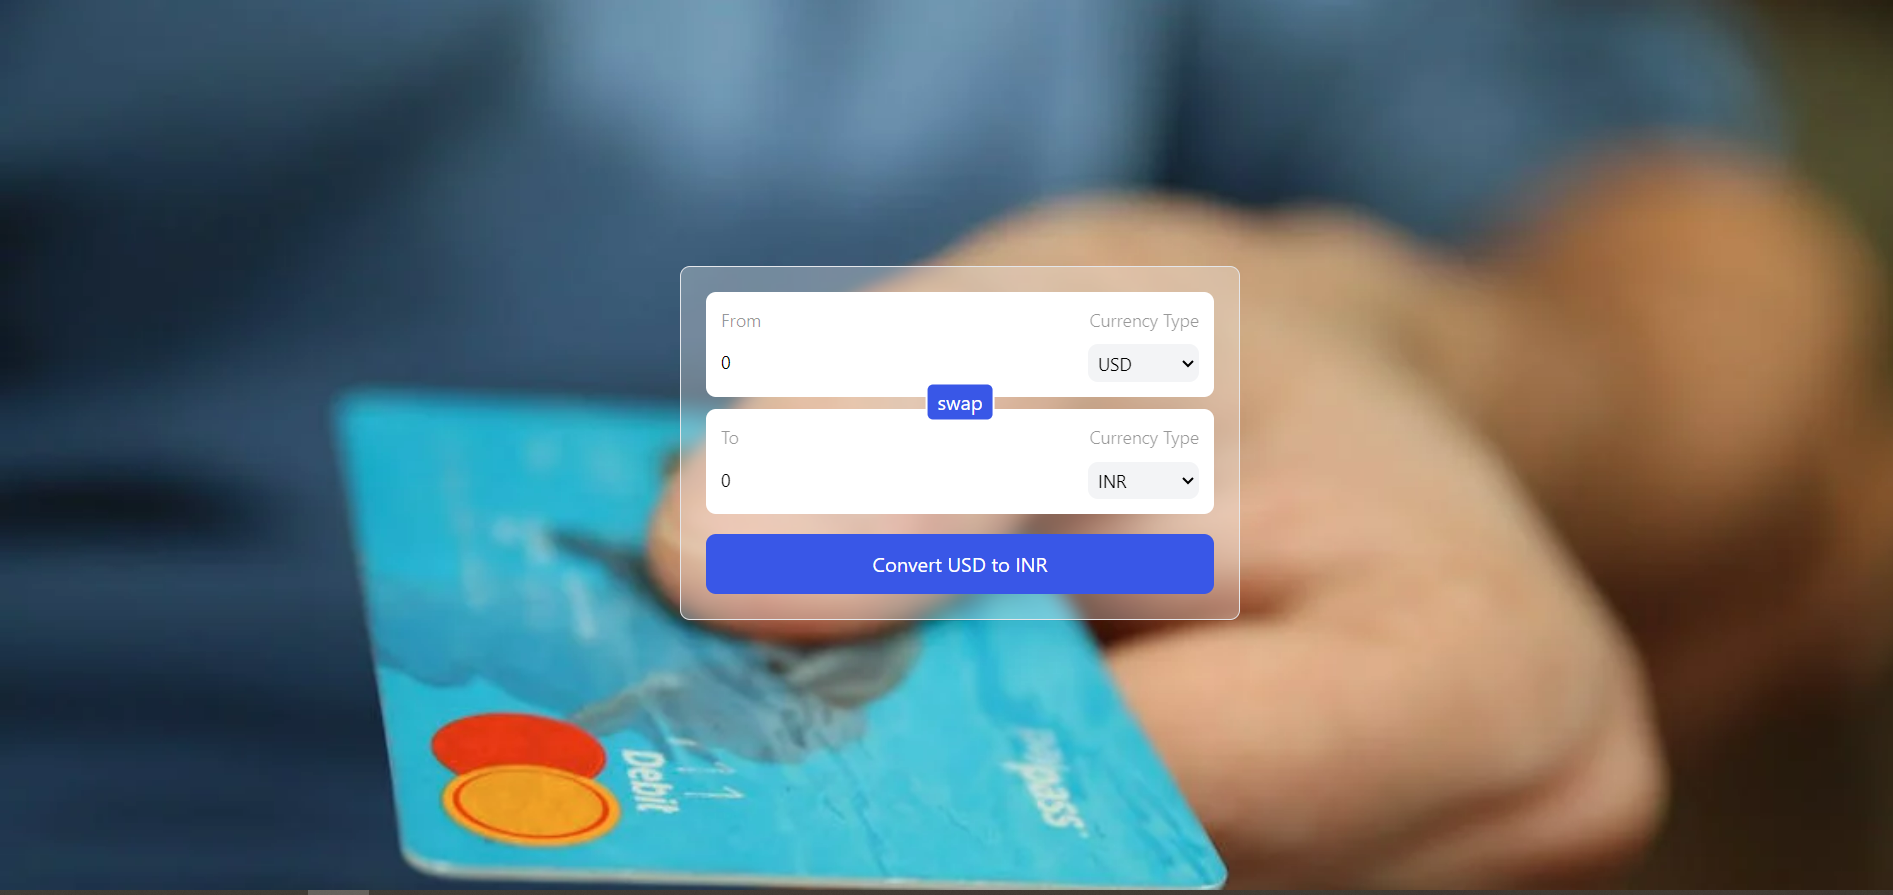 From
Currency Type
0
USD
swap
To
Currency Type
0
INR
Convert USD to INR
Debit
paypass